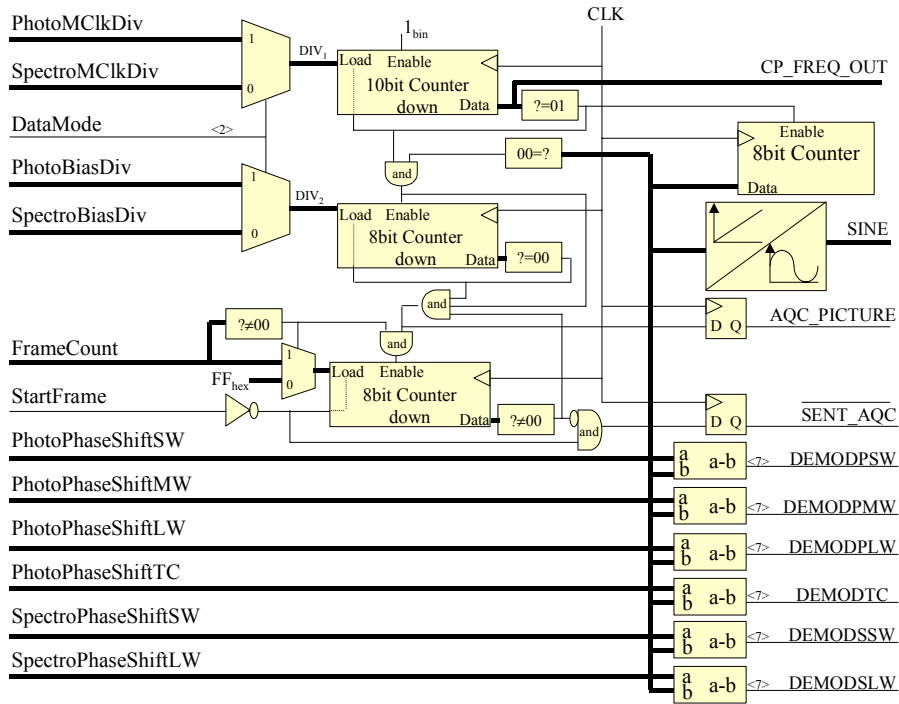 PhotoMClkDiv
SpectroMClkDiv
DataMode
<2>
PhotoBiasDiv
SpectroBiasDiv
FrameCount
StartFrame
PhotoPhaseShiftSW
PhotoPhaseShiftMW
PhotoPhaseShiftLW
PhotoPhaseShiftTC
SpectroPhaseShiftSW
SpectroPhaseShiftLW
1
0
DIV1
1bin
Load
10bit Counter
down
Data
?=01
CLK
CP_FREQ_OUT
Enable
8bit Counter
Data
and
00=?
1
0
DIV2
Load Enable
8bit Counter
down
Data
?=00
SINE
and
?≠00
and
1
0
FFhex
Load Enable
8bit Counter
down
Data
?≠00
and
D Q
AQC_PICTURE
D Q
SENT_AQC
a
b
a-b
<7>
DEMODPSW
a
b
a-b
<7>
DEMODPMW
a
b
a-b
<7>
DEMODPLW
a
b
a-b
<7>
DEMODTC
a
b
a-b
<7>
DEMODSSW
a
b
a-b
<7>
DEMODSLW